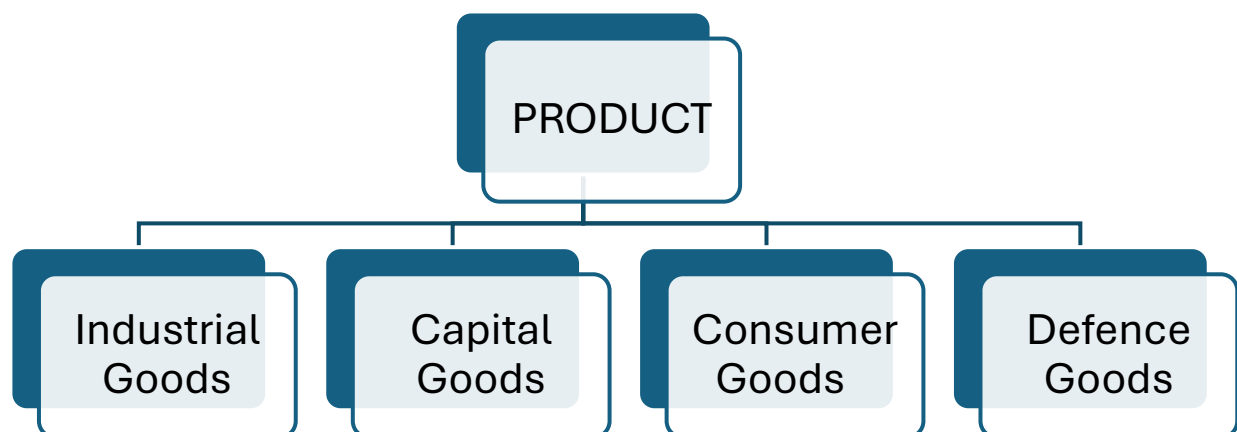 PRODUCT
Industrial
Goods
Capital
Goods
Consumer
Goods
Defence
Goods